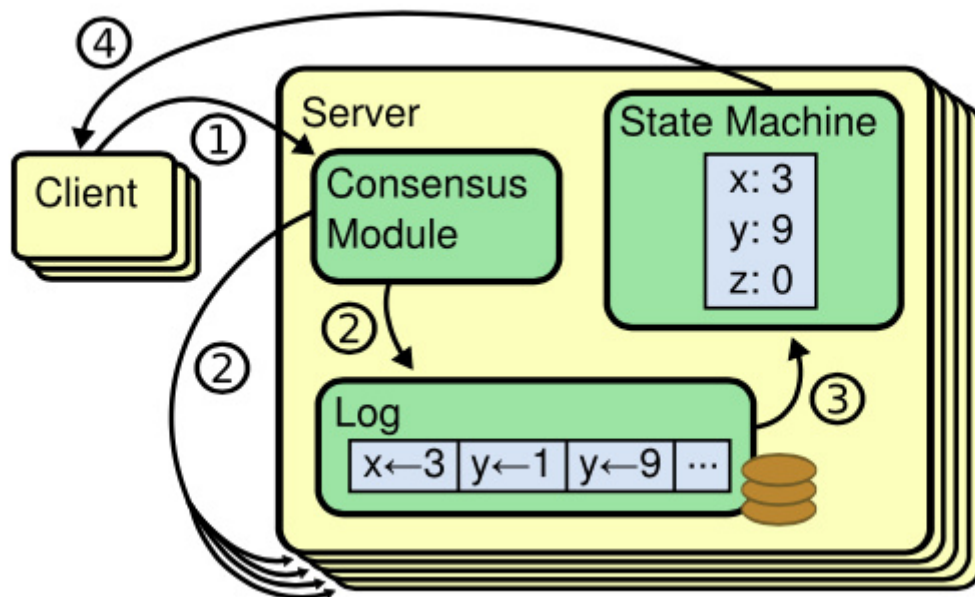 ④
①
Server
State Machine
Client
Consensus
Module
x: 3
y: 9
z: 0
②
②
③
Log
x←3 y←1 y←9 ...